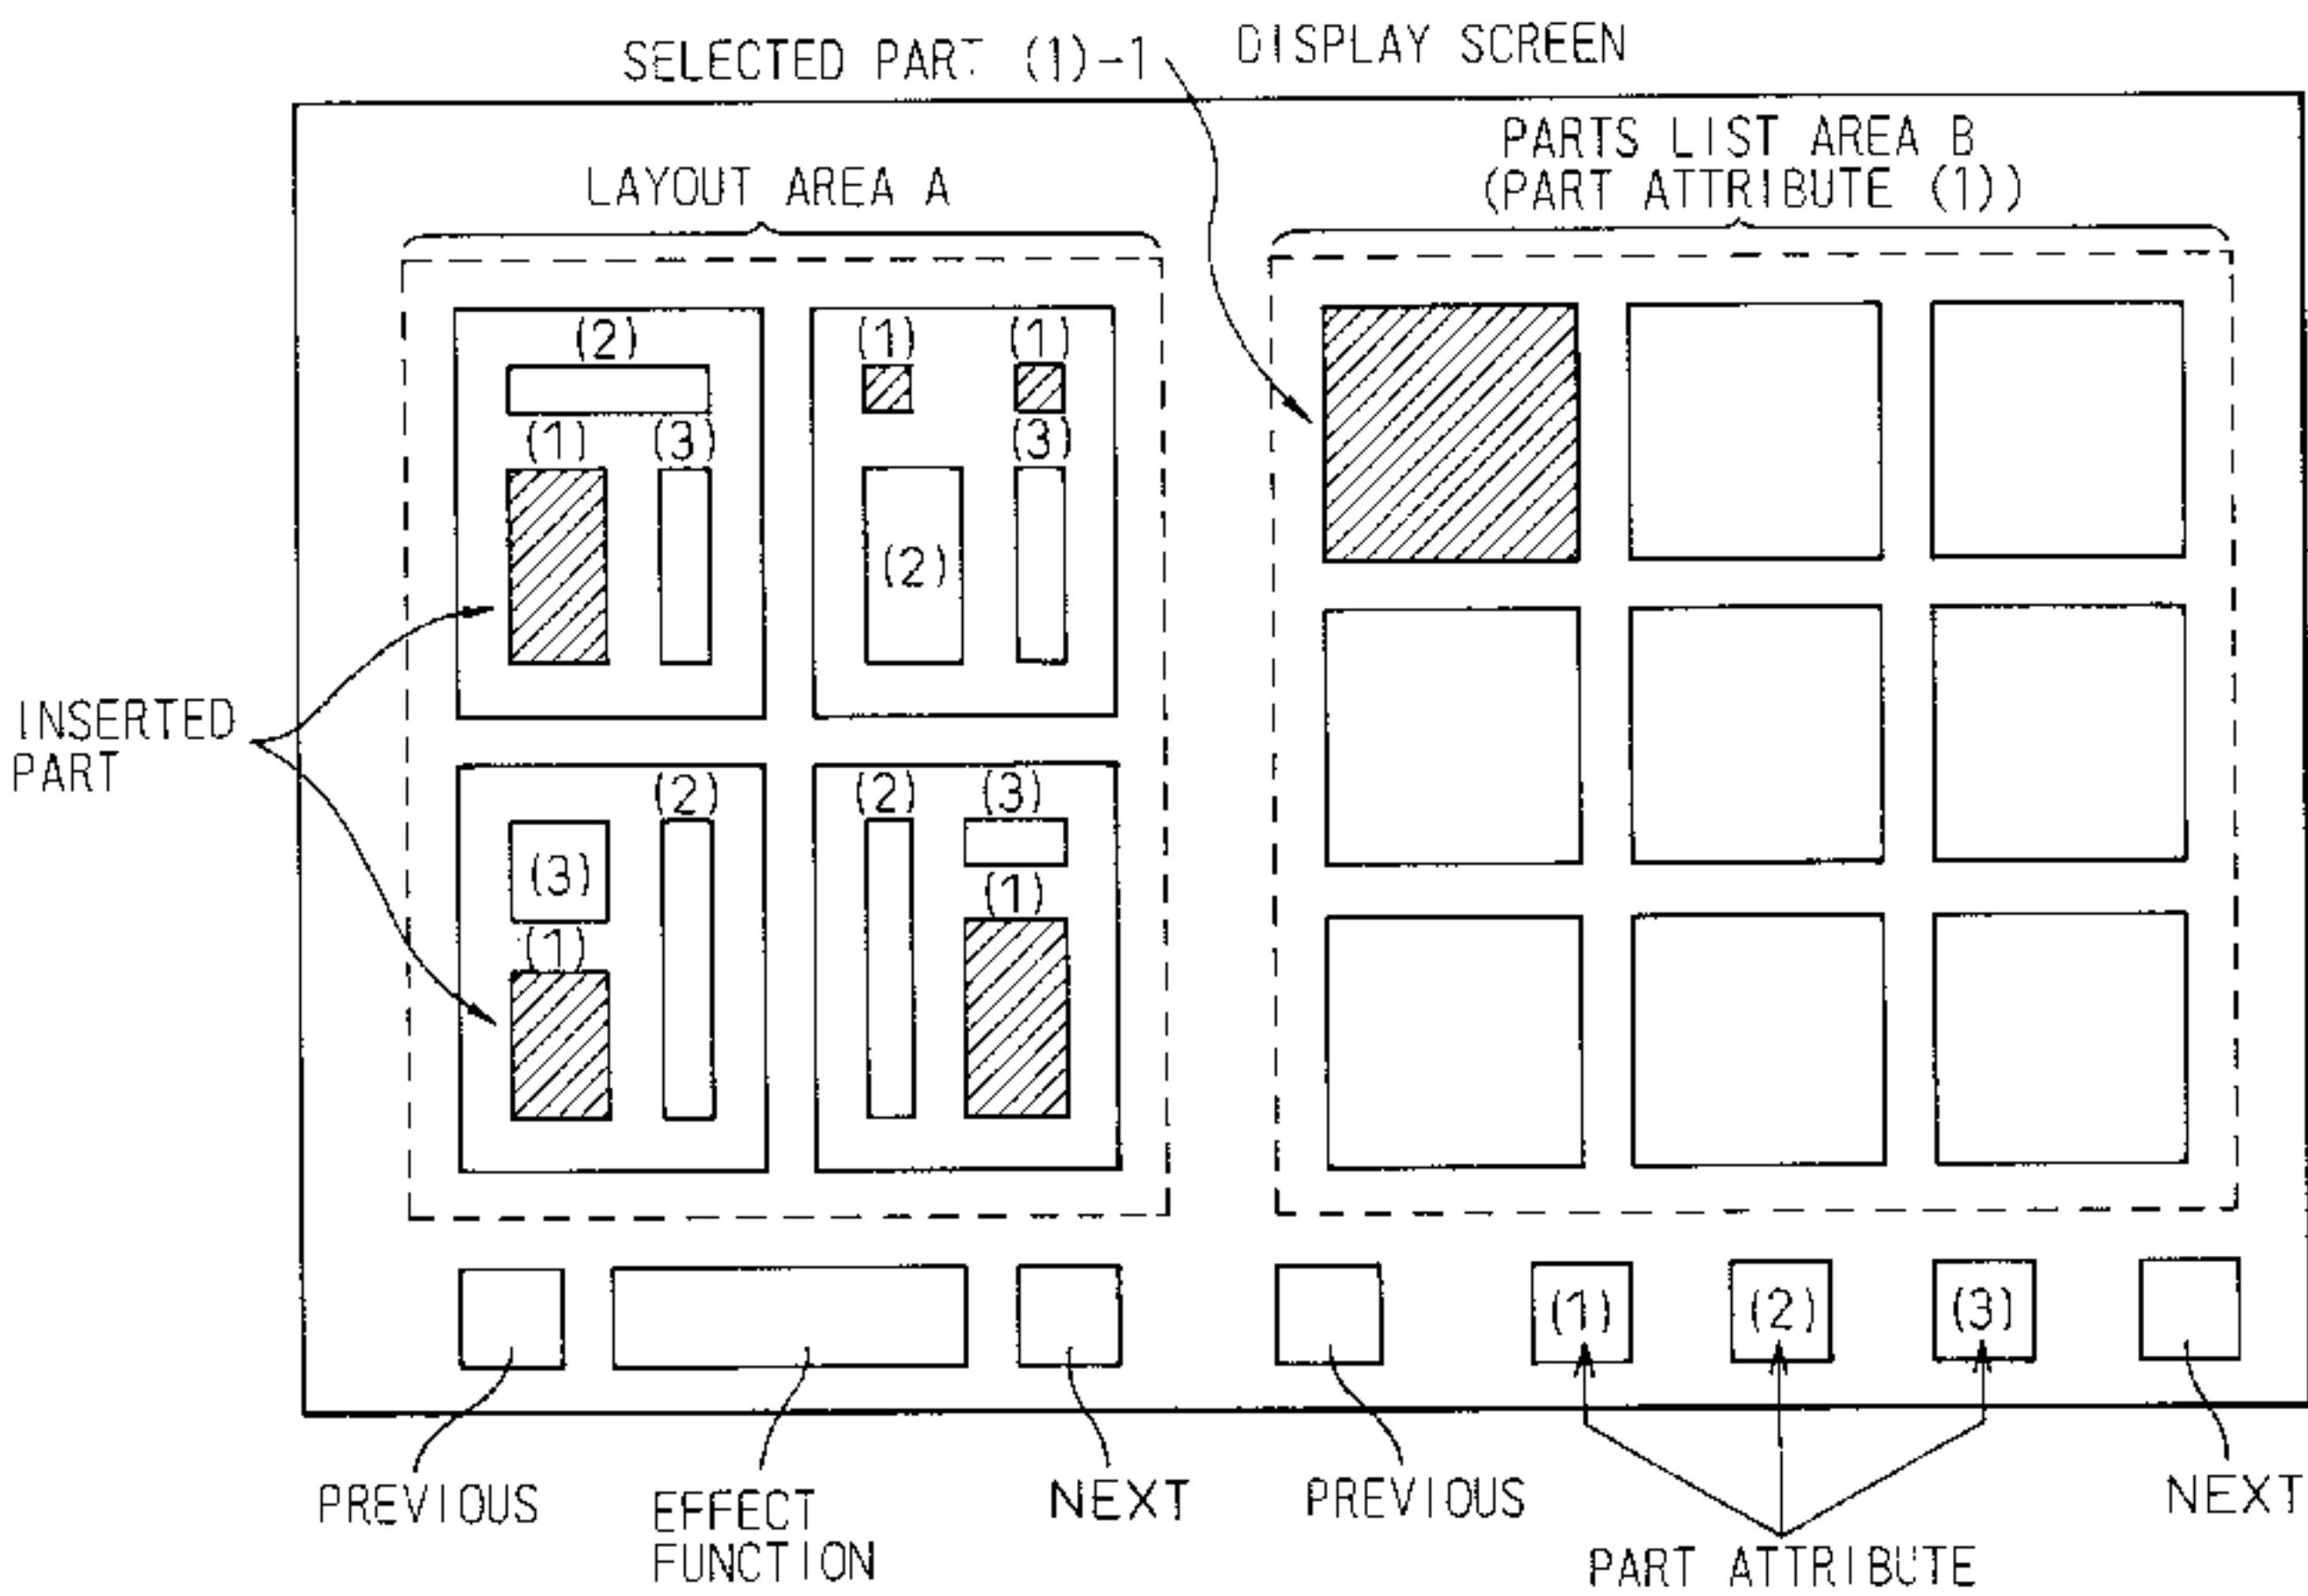 SELECTED PART (1)-1
DISPLAY SCREEN
LAYOUT AREA A
PARTS LIST AREA B
(PART ATTRIBUTE (1))
(2)
(1)
(3)
(1)
(1)
(3)
(2)
INSERTED
PART
(2)
(3)
(1)
(2)
(3)
(1)
(1)
(2)
(3)
PREVIOUS
EFFECT
FUNCTION
NEXT
PREVIOUS
PART ATTRIBUTE
NEXT